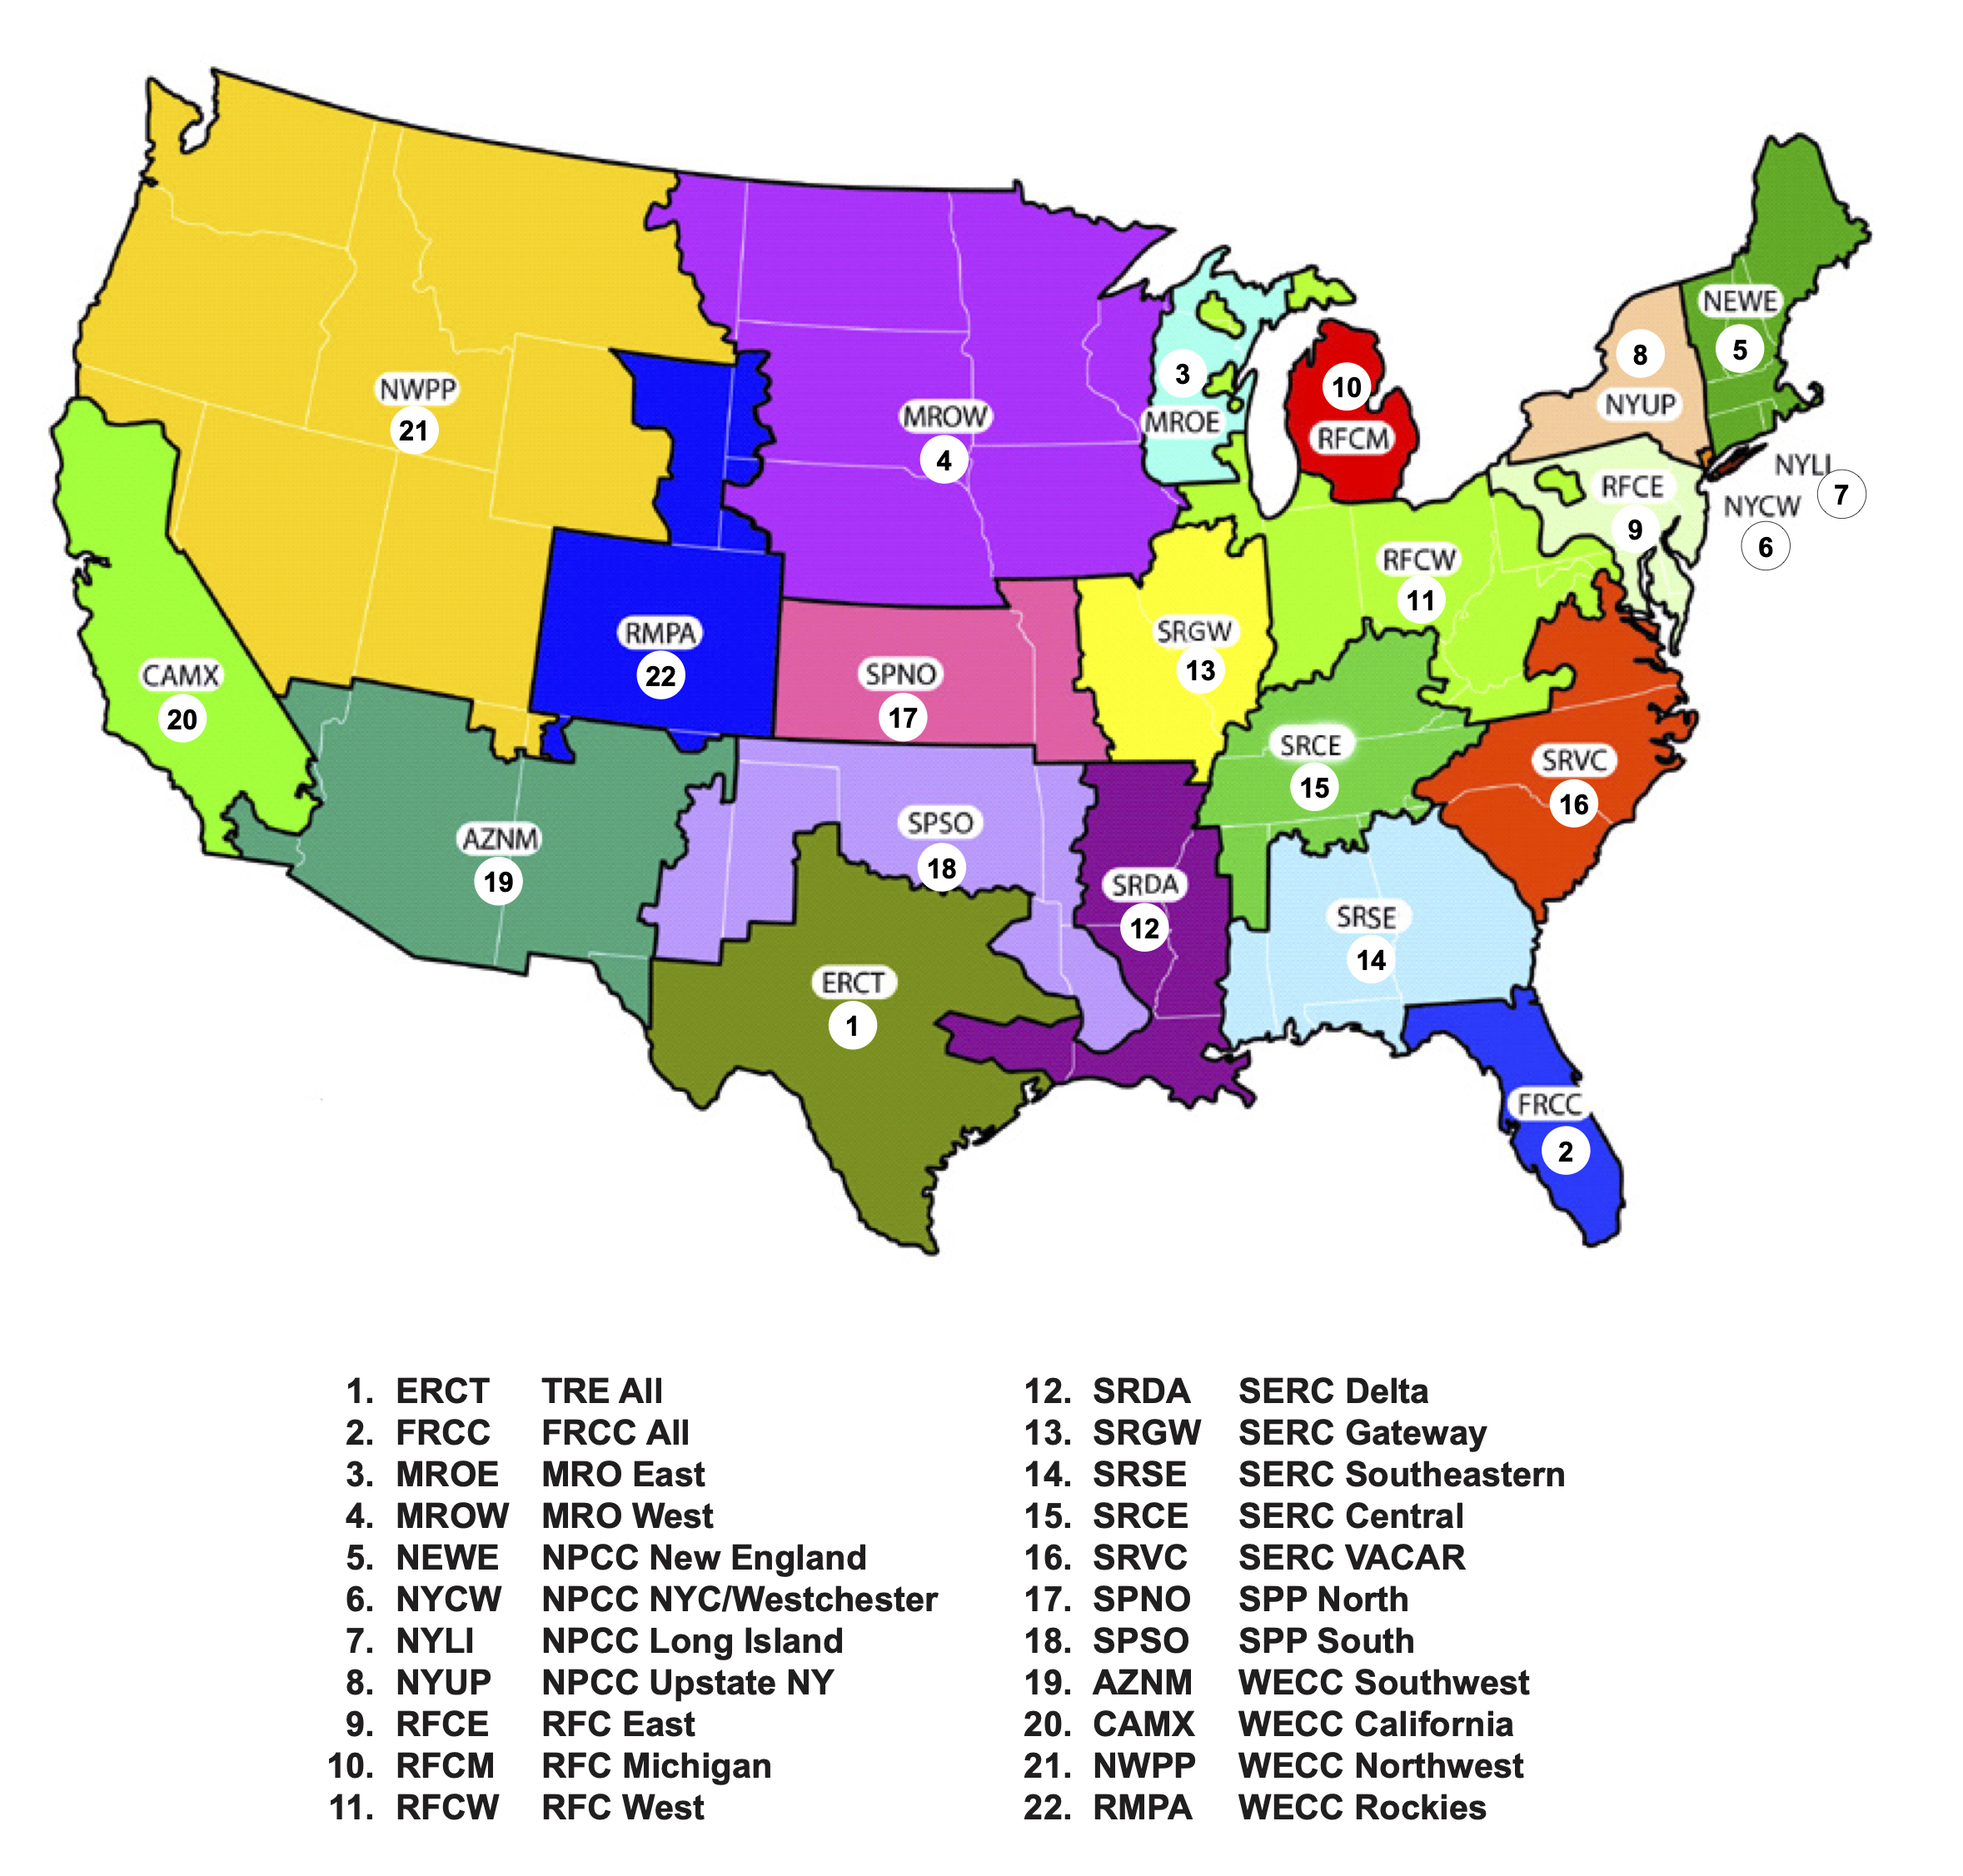 NEWE
5
8
NYUP
3
MROE
10
RFCM
NWPP
21
MROW
4
NYLI
7
RFCE
9
NYCW
6
RFCW
11
RMPA
22
SRGW
13
CAMX
20
SPNO
17
SRCE
15
SRVC
16
AZNM
19
SPSO
18
SRDA
12
SRSE
14
ERCT
1
FRCC
2
1. ERCT TRE All
2. FRCC FRCC All
3. MROE MRO East
4. MROW MRO West
5. NEWE NPCC New England
6. NYCW NPCC NYC/Westchester
7. NYLI NPCC Long Island
8. NYUP NPCC Upstate NY
9. RFCE RFC East
10. RFCM RFC Michigan
11. RFCW RFC West
12. SRDA SERC Delta
13. SRGW SERC Gateway
14. SRSE SERC Southeastern
15. SRCE SERC Central
16. SRVC SERC VACAR
17. SPNO SPP North
18. SPSO SPP South
19. AZNM WECC Southwest
20. CAMX WECC California
21. NWPP WECC Northwest
22. RMPA WECC Rockies